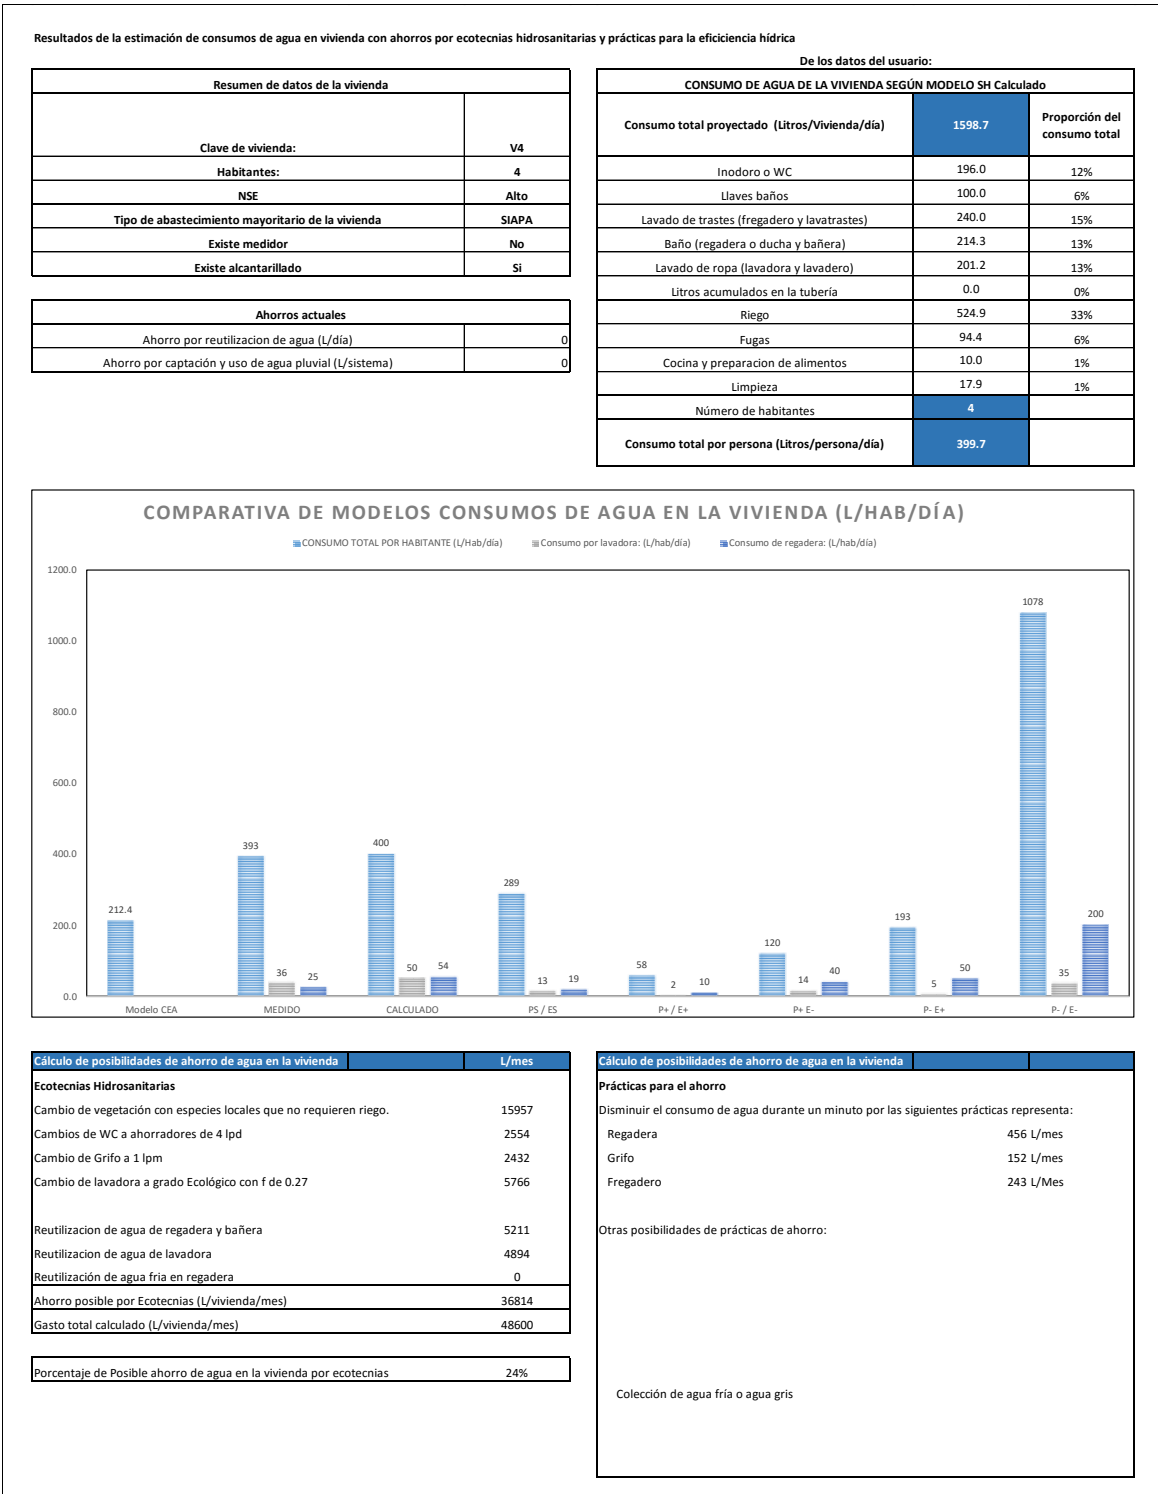 Resultados de la estimación de consumos de agua en vivienda con ahorros por ecotecnias hidrosanitarias y prácticas para la eficiciencia hídrica
De los datos del usuario:
Resumen de datos de la vivienda
Clave de vivienda: V4
Habitantes: 4
NSE Alto
Tipo de abastecimiento mayoritario de la vivienda SIAPA
Existe medidor No
Existe alcantarillado Si
Ahorros actuales
Ahorro por reutilizacion de agua (L/día) 0
Ahorro por captación y uso de agua pluvial (L/sistema) 0
CONSUMO DE AGUA DE LA VIVIENDA SEGÚN MODELO SH Calculado
Consumo total proyectado (Litros/Vivienda/día) 1598.7 Proporción del consumo total
Inodoro o WC 196.0 12%
Llaves baños 100.0 6%
Lavado de trastes (fregadero y lavatrastes) 240.0 15%
Baño (regadera o ducha y bañera) 214.3 13%
Lavado de ropa (lavadora y lavadero) 201.2 13%
Litros acumulados en la tubería 0.0 0%
Riego 524.9 33%
Fugas 94.4 6%
Cocina y preparacion de alimentos 10.0 1%
Limpieza 17.9 1%
Número de habitantes 4
Consumo total por persona (Litros/persona/día) 399.7
COMPARATIVA DE MODELOS CONSUMOS DE AGUA EN LA VIVIENDA (L/HAB/DÍA)
CONSUMO TOTAL POR HABITANTE (L/Hab/día) Consumo por lavadora: (L/hab/día) Consumo de regadera: (L/hab/día)
1200.0
1000.0
800.0
600.0
400.0
200.0
0.0
212.4
393 36 25
400 50 54
289 13 19
58 2 10
120 14 40
193 5 50
1078 35 200
Modelo CEA MEDIDO CALCULADO PS / ES P+ / E+ P+ E- P- E+ P- / E-
Cálculo de posibilidades de ahorro de agua en la vivienda L/mes
Ecotecnias Hidrosanitarias
Cambio de vegetación con especies locales que no requieren riego. 15957
Cambios de WC a ahorradores de 4 lpd 2554
Cambio de Grifo a 1 lpm 2432
Cambio de lavadora a grado Ecológico con f de 0.27 5766
Reutilizacion de agua de regadera y bañera 5211
Reutilizacion de agua de lavadora 4894
Reutilización de agua fria en regadera 0
Ahorro posible por Ecotecnias (L/vivienda/mes) 36814
Gasto total calculado (L/vivienda/mes) 48600
Porcentaje de Posible ahorro de agua en la vivienda por ecotecnias 24%
Cálculo de posibilidades de ahorro de agua en la vivienda
Prácticas para el ahorro
Disminuir el consumo de agua durante un minuto por las siguientes prácticas representa:
Regadera 456 L/mes
Grifo 152 L/mes
Fregadero 243 L/Mes
Otras posibilidades de prácticas de ahorro:
Colección de agua fría o agua gris